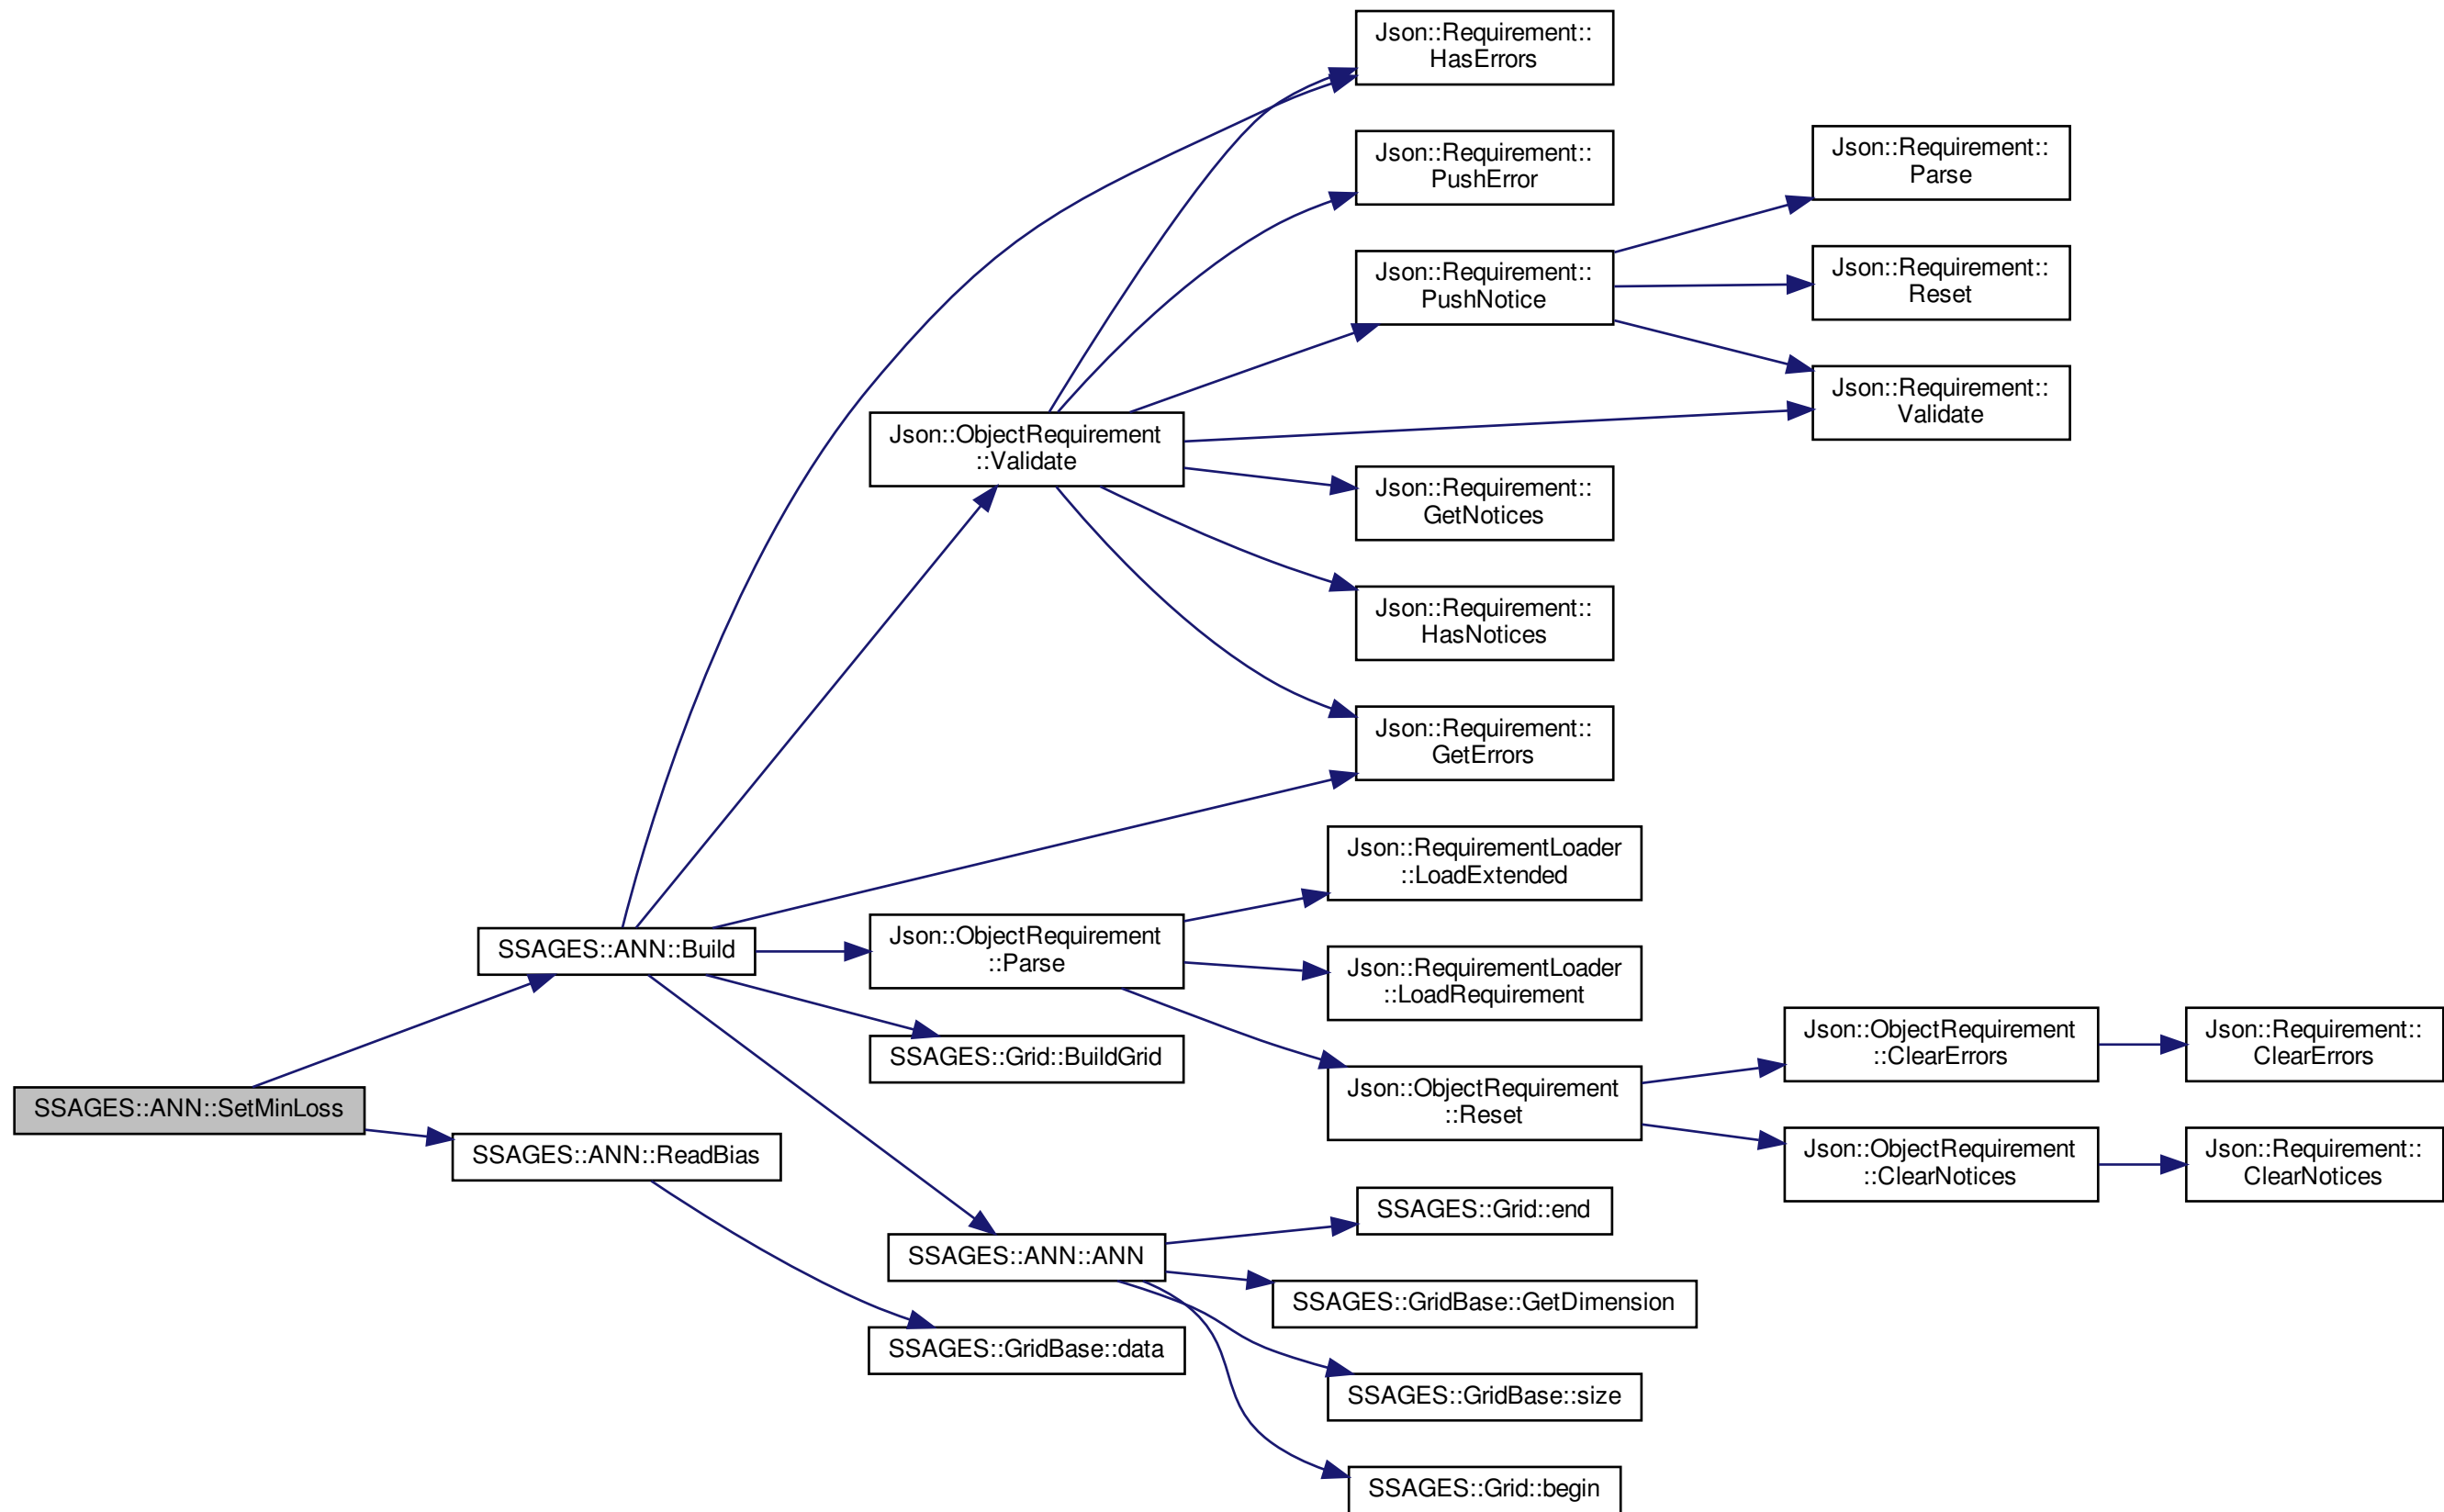 Json::Requirement::
HasErrors
Json::Requirement::
PushError
Json::Requirement::
Parse
Json::Requirement::
PushNotice
Json::Requirement::
Reset
Json::Requirement::
Validate
Json::ObjectRequirement
::Validate
Json::Requirement::
GetNotices
Json::Requirement::
HasNotices
Json::Requirement::
GetErrors
Json::RequirementLoader
::LoadExtended
SSAGES::ANN::Build
Json::ObjectRequirement
::Parse
Json::RequirementLoader
::LoadRequirement
SSAGES::Grid::BuildGrid
Json::ObjectRequirement
::ClearErrors
Json::Requirement::
ClearErrors
Json::ObjectRequirement
::Reset
SSAGES::ANN::SetMinLoss
SSAGES::ANN::ReadBias
Json::ObjectRequirement
::ClearNotices
Json::Requirement::
ClearNotices
SSAGES::Grid::end
SSAGES::ANN::ANN
SSAGES::GridBase::GetDimension
SSAGES::GridBase::data
SSAGES::GridBase::size
SSAGES::Grid::begin